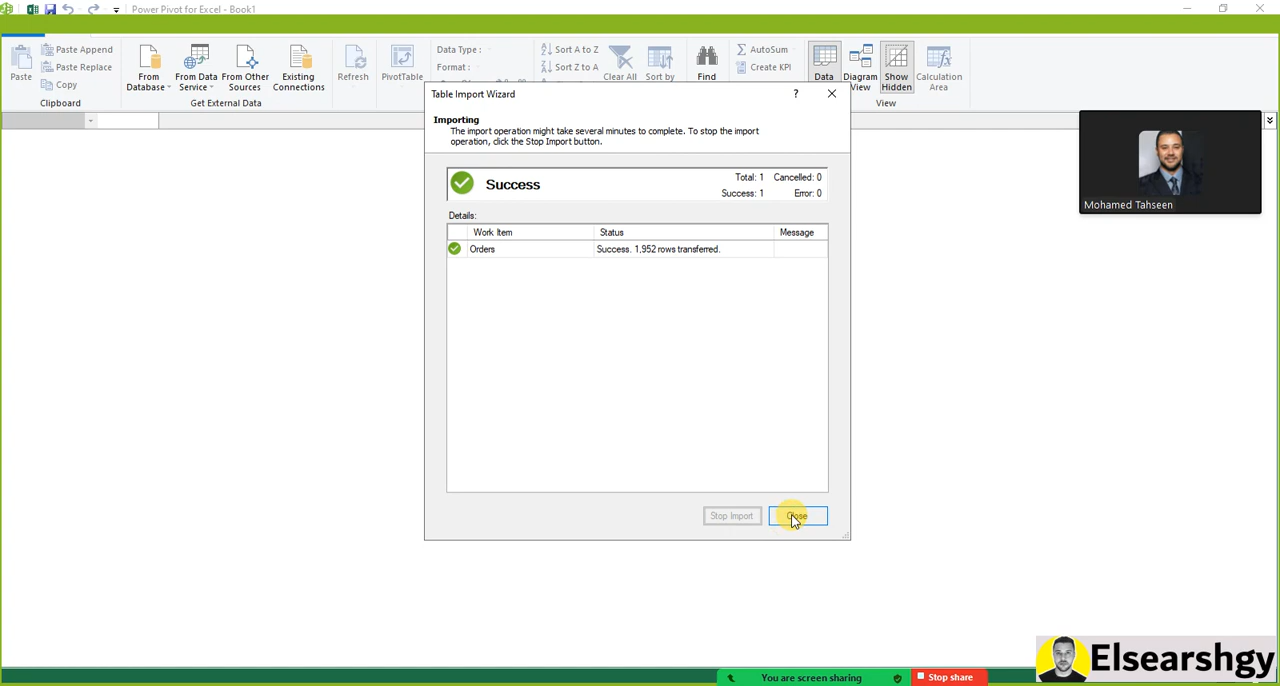 Power Pivot for Excel - Book1
Paste
Paste Append
Paste Replace
Copy
Clipboard
From Database
From Data Service
From Other Sources
Existing Connections
Get External Data
Refresh
PivotTable
Data Type :
Format :
Sort A to Z
Sort Z to A
Clear All
Sort by
Find
AutoSum
Create KPI
Data
Diagram View
Show Hidden
Calculation Area
View
Table Import Wizard
?
Importing
The import operation might take several minutes to complete. To stop the import
operation, click the Stop Import button.
Success
Total: 1 Cancelled: 0
Success: 1 Error: 0
Details:
Work Item Status Message
Orders Success. 1,952 rows transferred.
Stop Import Close
Mohamed Tahseen
Elsearshgy
You are screen sharing
Stop share